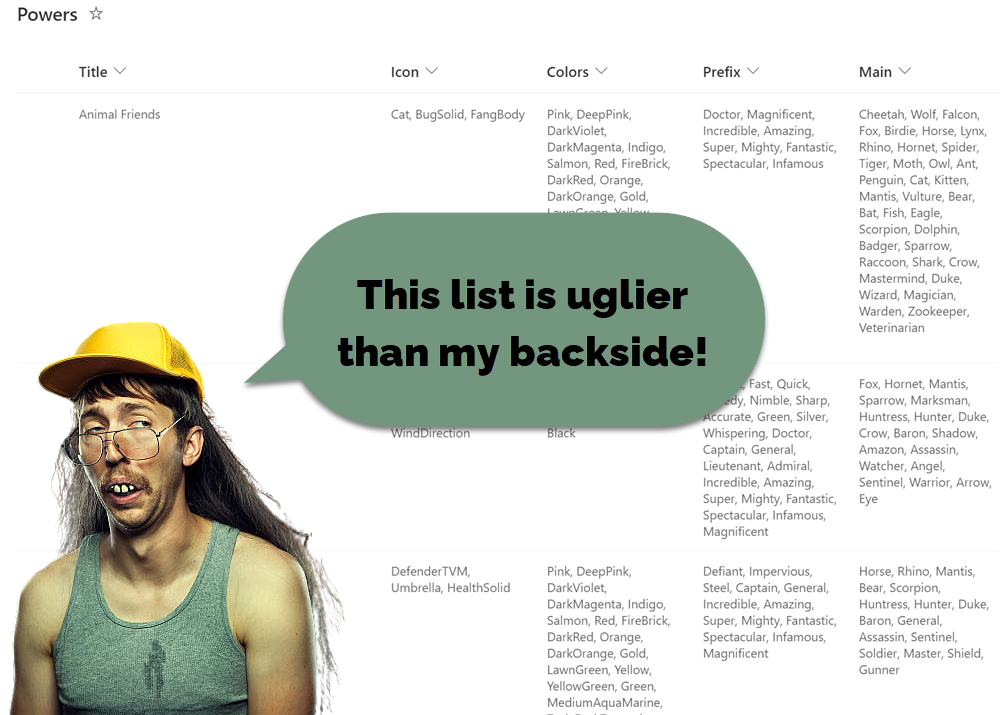 Powers
Title Icon Colors Prefix Main
Animal Friends
Cat, BugSolid, FangBody
Pink, DeepPink,
DarkViolet,
DarkMagenta, Indigo,
Salmon, Red, FireBrick,
DarkRed, Orange,
DarkOrange, Gold,
LawnGreen, Yellow,
Doctor, Magnificent,
Incredible, Amazing,
Super, Mighty, Fantastic,
Spectacular, Infamous
Cheetah, Wolf, Falcon,
Fox, Birdie, Horse, Lynx,
Rhino, Hornet, Spider,
Tiger, Moth, Owl, Ant,
Penguin, Cat, Kitten,
Mantis, Vulture, Bear,
Bat, Fish, Eagle,
Scorpion, Dolphin,
Badger, Sparrow,
Raccoon, Shark, Crow,
Mastermind, Duke,
Wizard, Magician,
Warden, Zookeeper,
Veterinarian
This list is uglier
than my backside!
WindDirection
Black
Fast, Quick,
Nimble, Sharp,
Accurate, Green, Silver,
Whispering, Doctor,
Captain, General,
Lieutenant, Admiral,
Incredible, Amazing,
Super, Mighty, Fantastic,
Spectacular, Infamous,
Magnificent
Fox, Hornet, Mantis,
Sparrow, Marksman,
Huntress, Hunter, Duke,
Crow, Baron, Shadow,
Amazon, Assassin,
Watcher, Angel,
Sentinel, Warrior, Arrow,
Eye
DefenderTVM,
Umbrella, HealthSolid
Pink, DeepPink,
DarkViolet,
DarkMagenta, Indigo,
Salmon, Red, FireBrick,
DarkRed, Orange,
DarkOrange, Gold,
LawnGreen, Yellow,
YellowGreen, Green,
MediumAquaMarine,
Defiant, Impervious,
Steel, Captain, General,
Incredible, Amazing,
Super, Mighty, Fantastic,
Spectacular, Infamous,
Magnificent
Horse, Rhino, Mantis,
Bear, Scorpion,
Huntress, Hunter, Duke,
Baron, General,
Assassin, Sentinel,
Soldier, Master, Shield,
Gunner